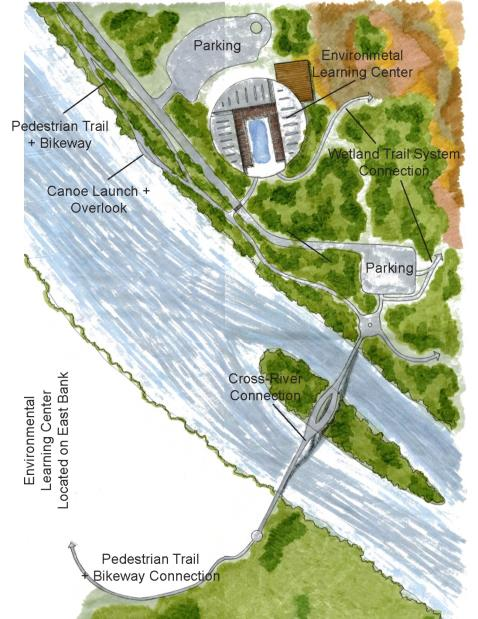 Parking
Environmetal
Learning Center
Pedestrian Trail
+ Bikeway
Wetland Trail System
Connection
Canoe Launch +
Overlook
Parking
Cross-River
Connection
Environmental
Learning Center
Located on East Bank
Pedestrian Trail
+ Bikeway Connection